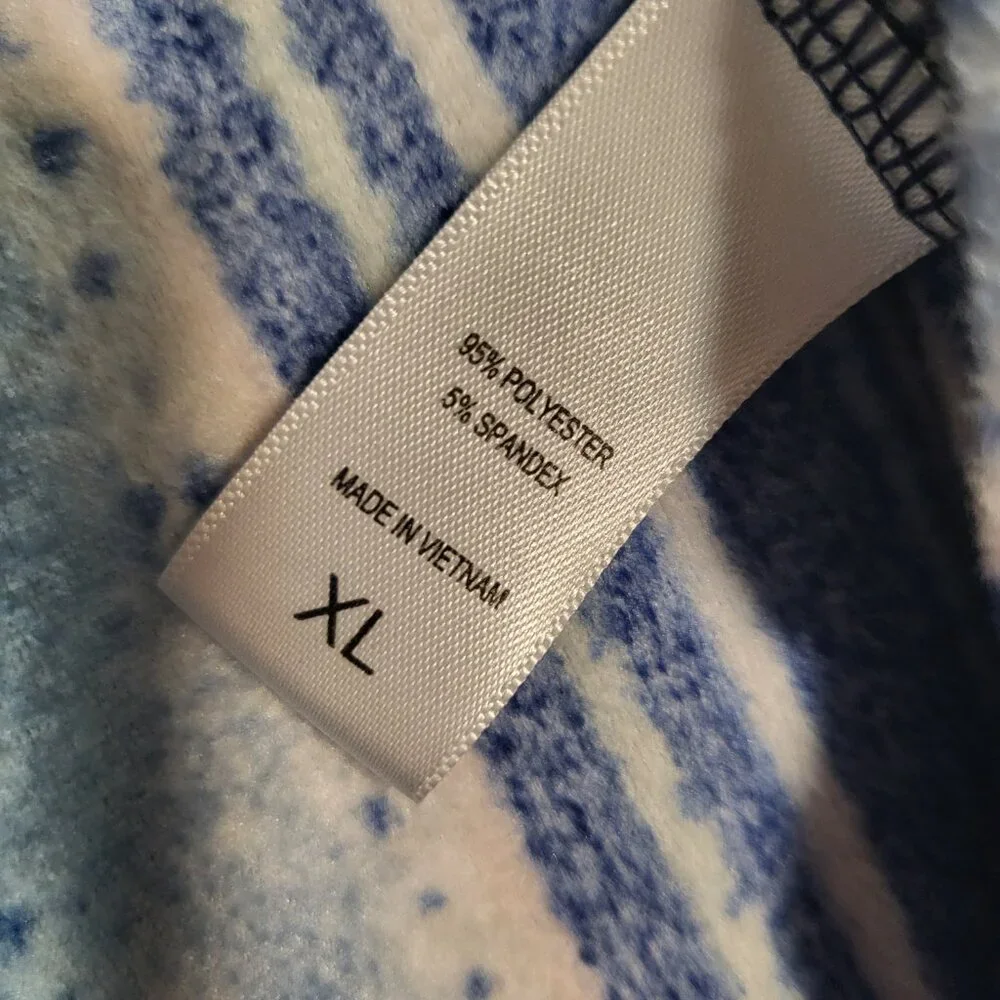 95% POLYESTER
5% SPANDEX
MADE IN VIETNAM
XL